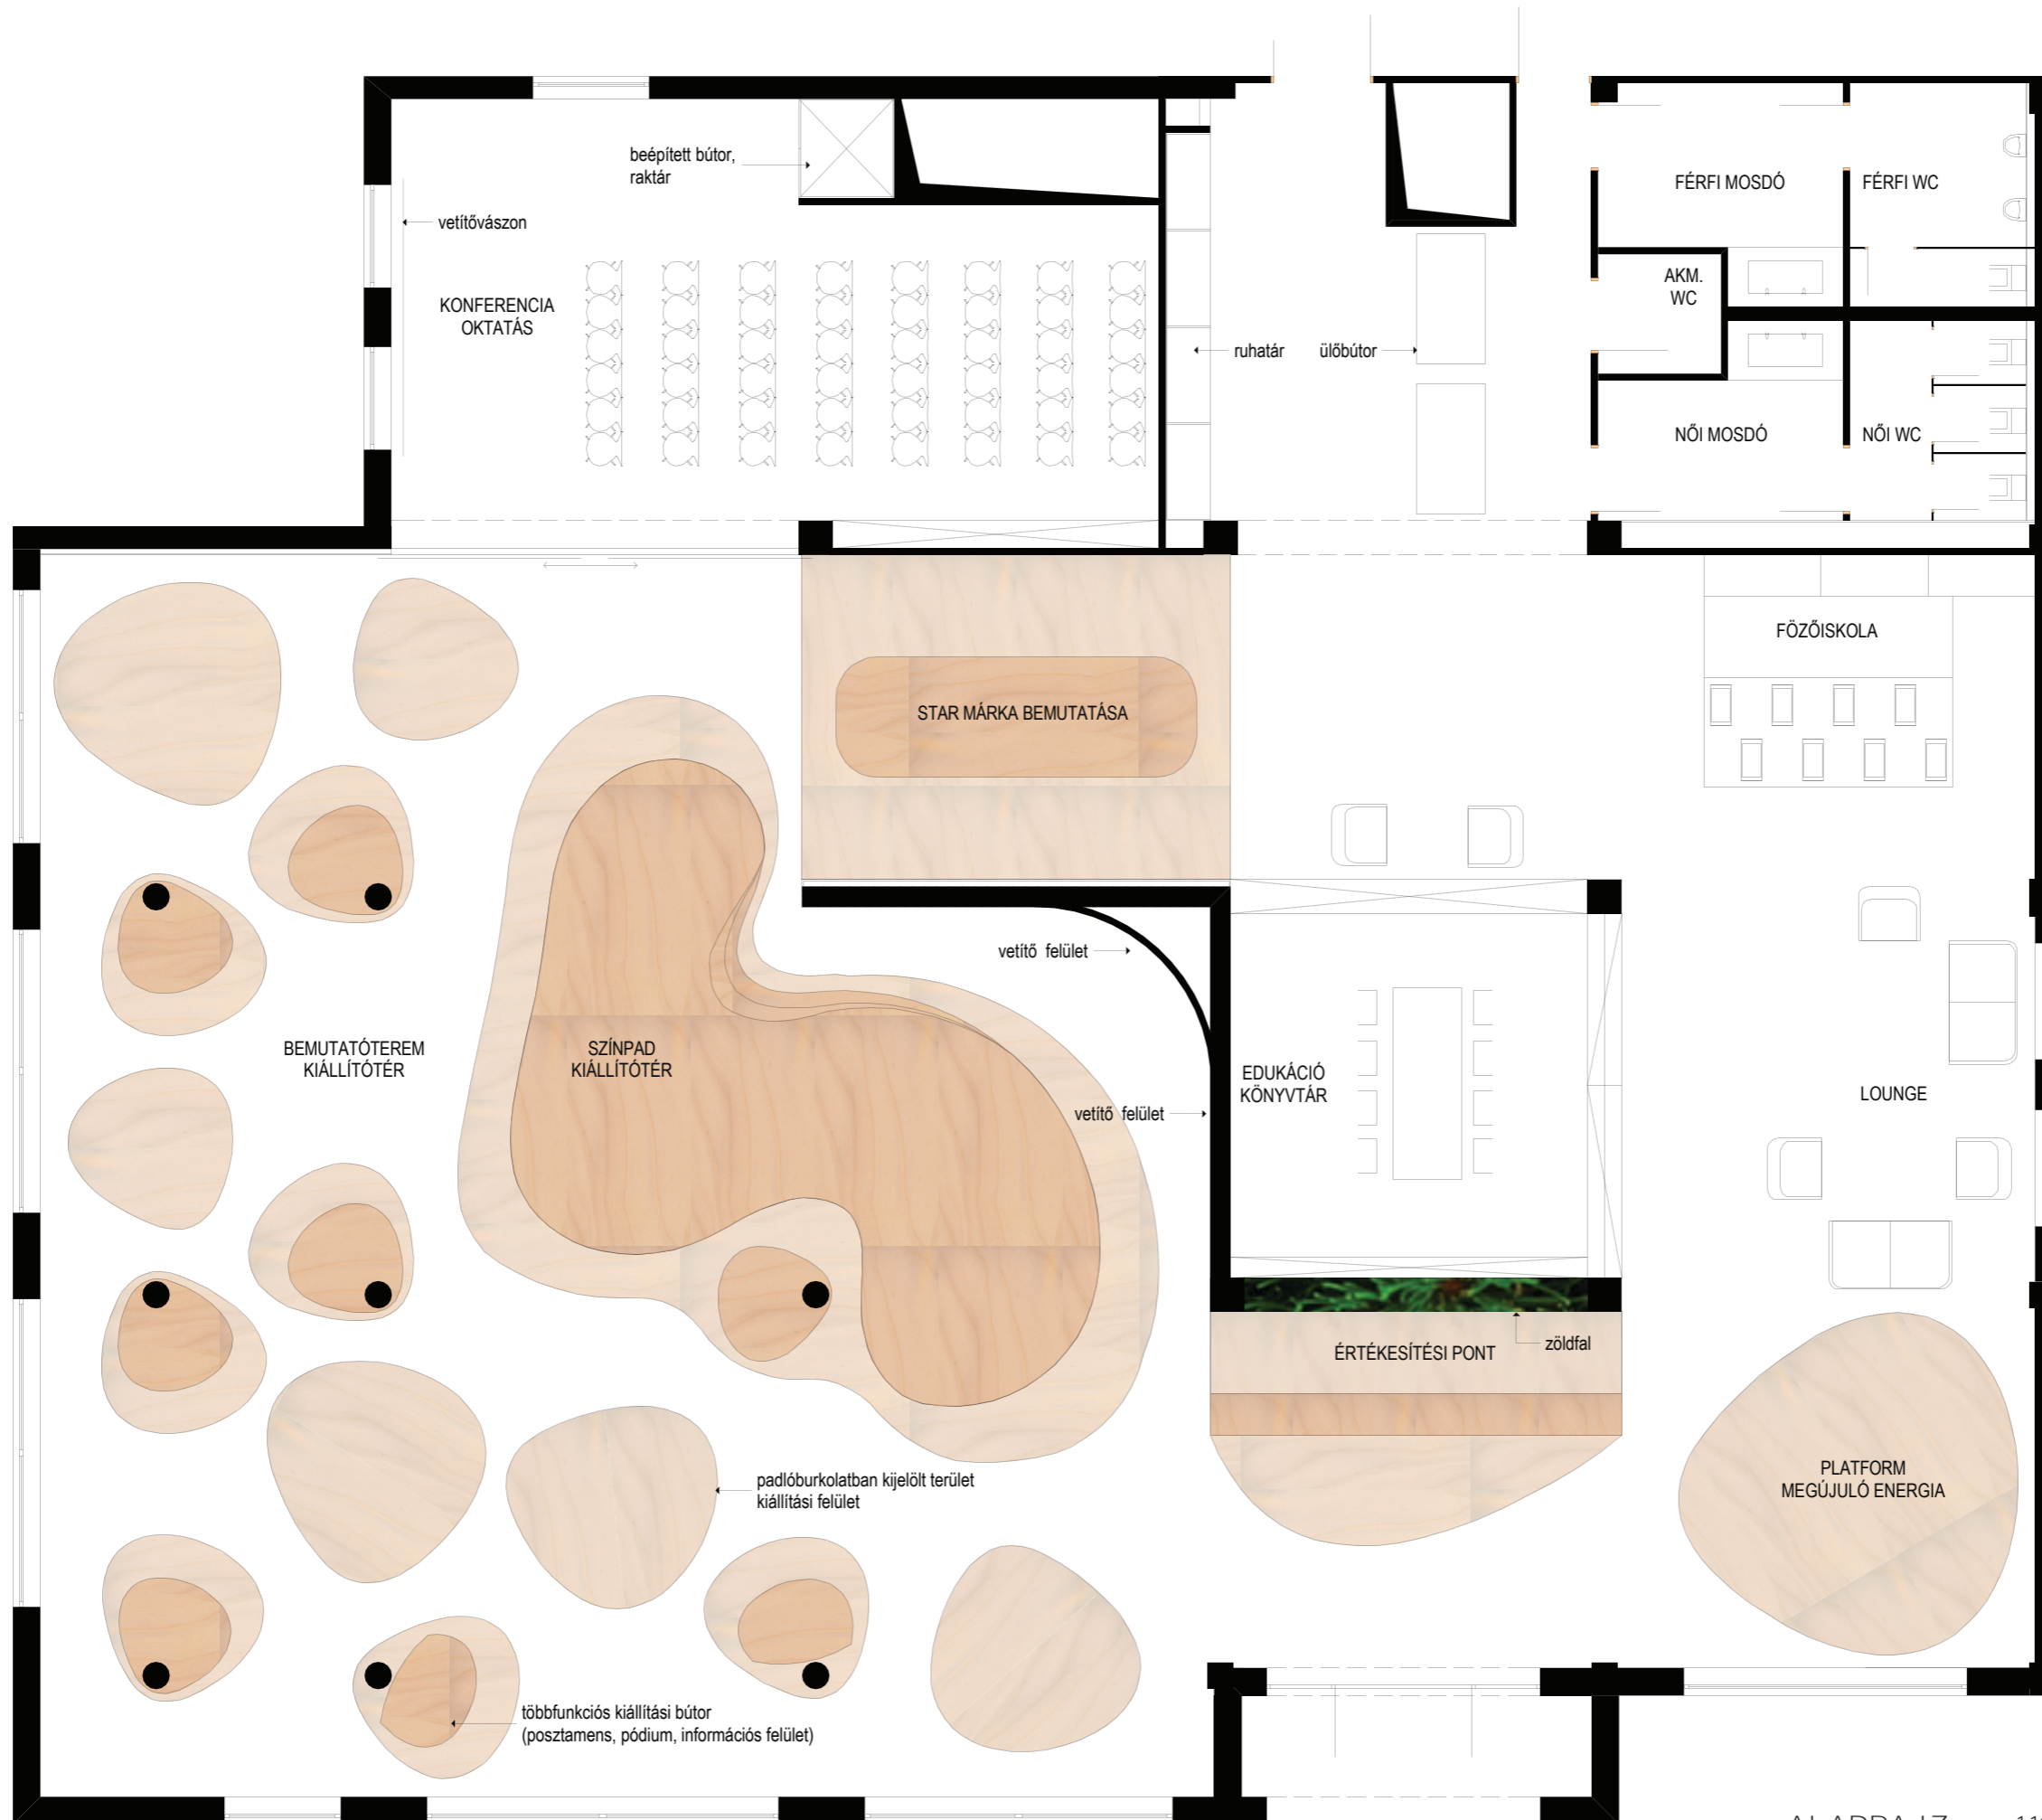 beépített bútor,
raktár
vetítővászon
KONFERENCIA
OKTATÁS
ruhatár
ülőbútor
FÉRFI MOSDÓ
FÉRFI WC
AKM.
WC
NŐI MOSDÓ
NŐI WC
FÖZŐISKOLA
STAR MÁRKA BEMUTATÁSA
vetítő felület
BEMUTATÓTEREM
KIÁLLÍTÓTÉR
SZÍNPAD
KIÁLLÍTÓTÉR
vetítő felület
EDUKÁCIÓ
KÖNYVTÁR
LOUNGE
zöldfal
ÉRTÉKESÍTÉSI PONT
PLATFORM
MEGÚJULÓ ENERGIA
padlóburkolatban kijelölt terület
kiállítási felület
többfunkciós kiállítási bútor
(posztamens, pódium, információs felület)